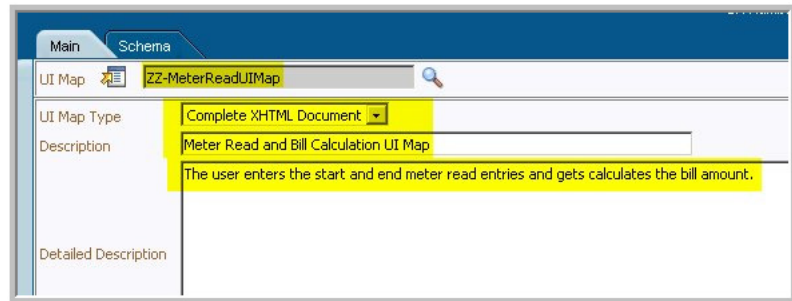 Main Schema
UI Map ZZ-MeterReadUIMap
UI Map Type Complete XHTML Document
Description Meter Read and Bill Calculation UI Map
The user enters the start and end meter read entries and gets calculates the bill amount.
Detailed Description